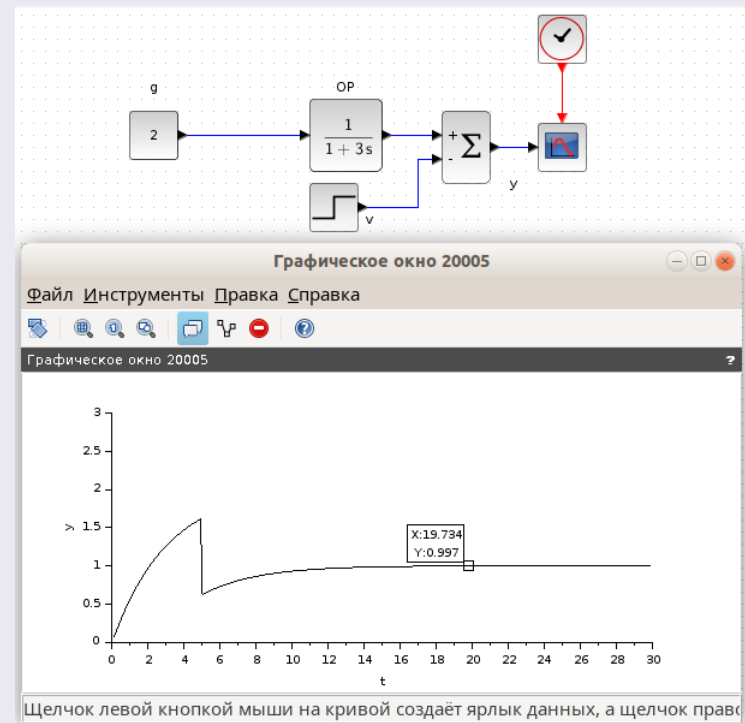 g
OP
2
1
1 + 3s
+
-
Σ
v
y
Графическое окно 20005
Файл Инструменты Правка Справка
Графическое окно 20005
?
3
2.5
2
1.5
1
0.5
0
y
X:19.734
Y:0.997
0 2 4 6 8 10 12 14 16 18 20 22 24 26 28 30
t
Щелчок левой кнопкой мыши на кривой создаёт ярлык данных, а щелчок право